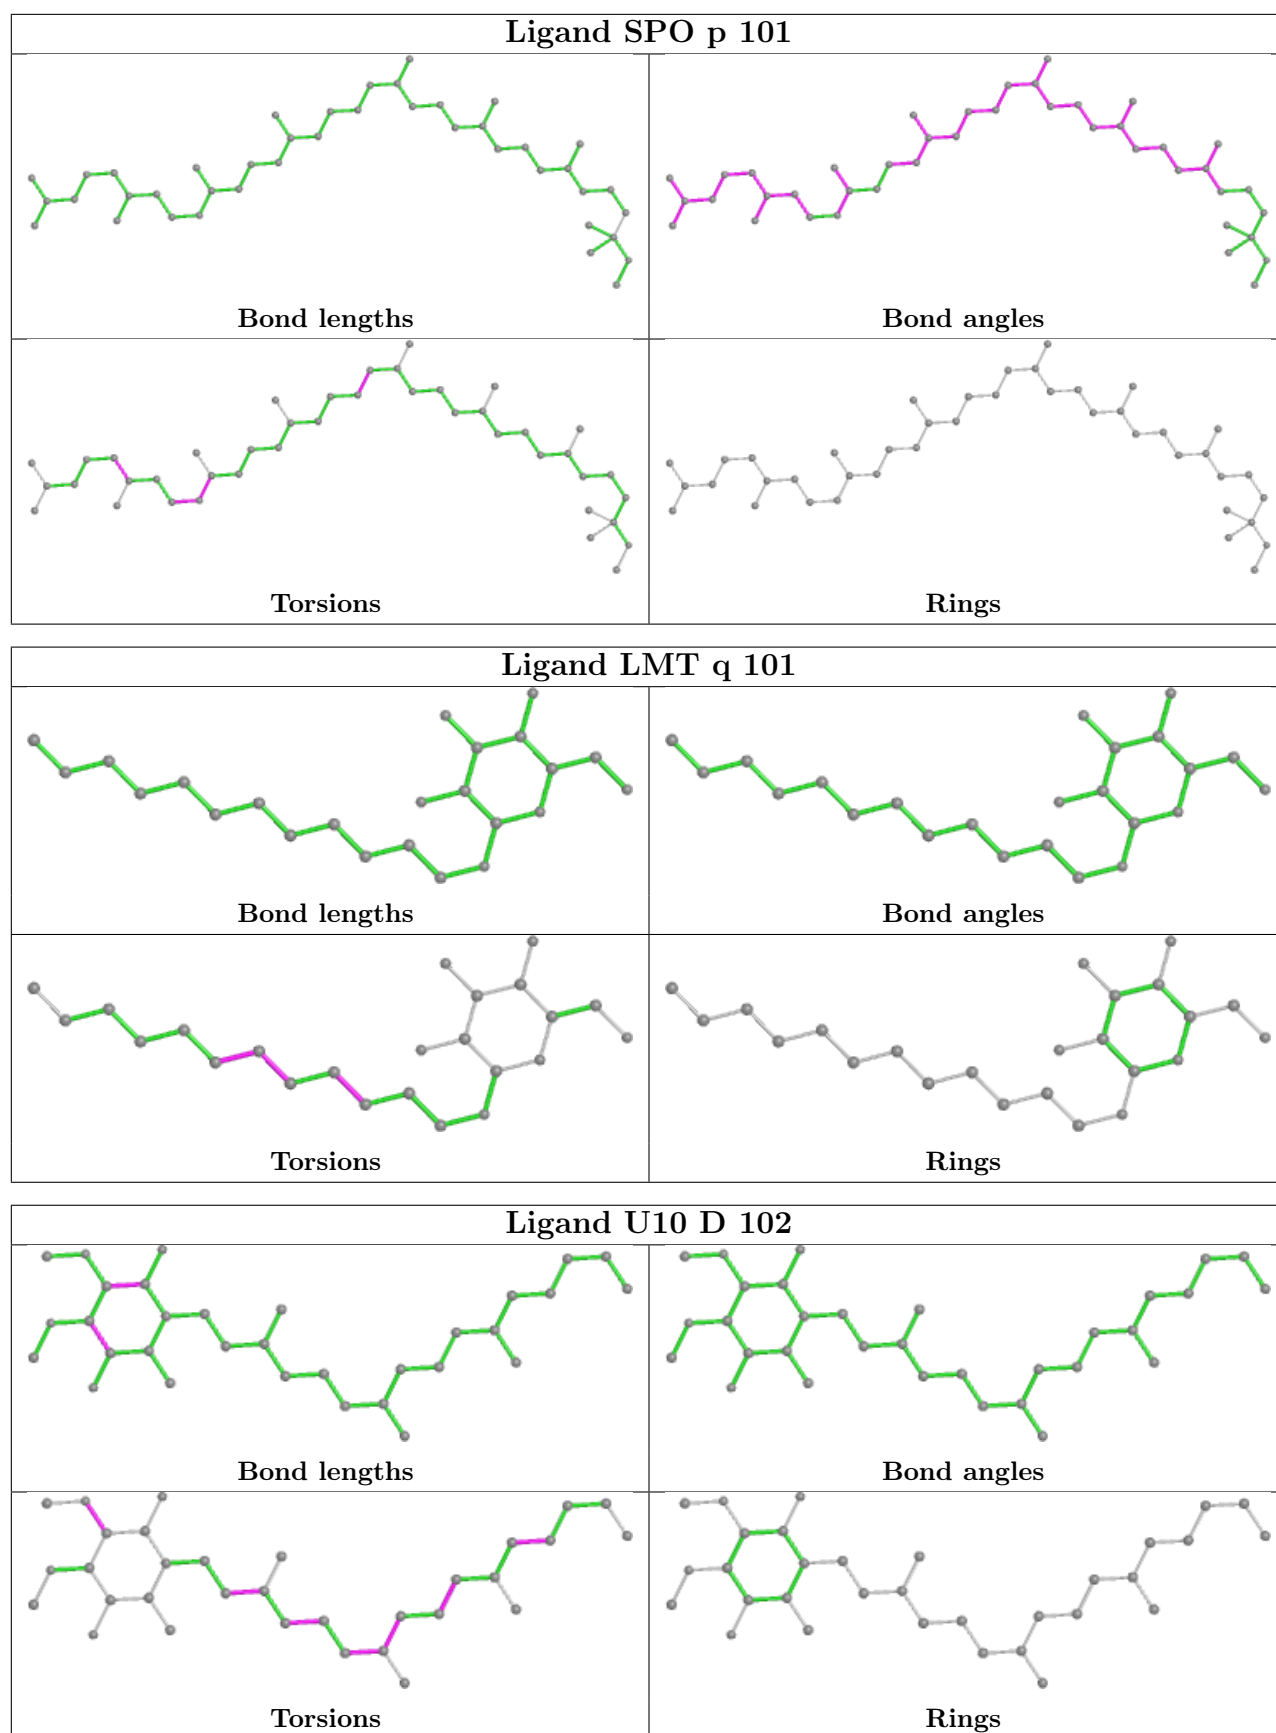 Ligand SPO p 101
Bond lengths
Bond angles
Torsions
Rings
Ligand LMT q 101
Bond lengths
Bond angles
Torsions
Rings
Ligand U10 D 102
Bond lengths
Bond angles
Torsions
Rings